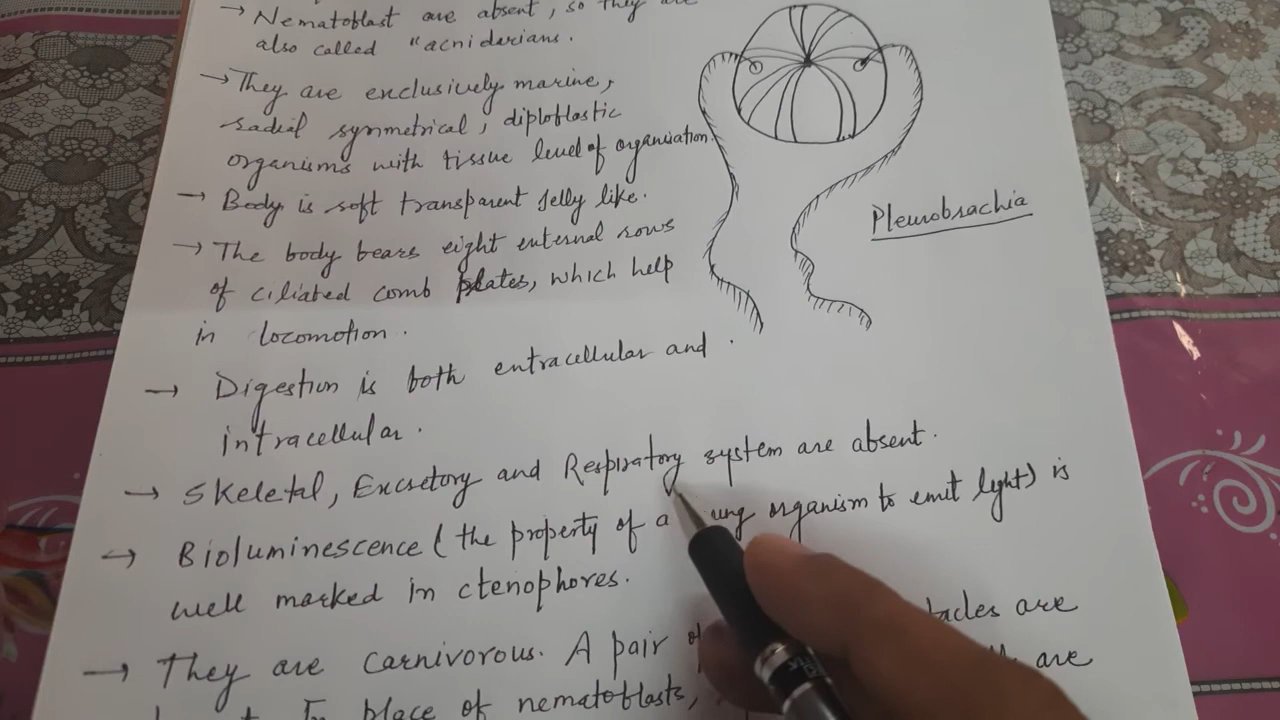 → Nematoblast are absent, so they are
also called "acnidarians.
→ They are exclusively marine,
radial symmetrical, diploblastic
organisms with tissue level of organisation.
→ Body is soft transparent Jelly like.
→ The body bears eight external rows
of ciliated comb plates, which help
in locomotion.
Pleurobrachia
→ Digestion is both extracellular and
intracellular.
→ Skeletal, Excretory and Respiratory system are absent.
→ Bioluminescence (the property of a organism to emit light) is
well marked in ctenophores.
→ They are carnivorous. A pair of are
In place of nematoblasts, are